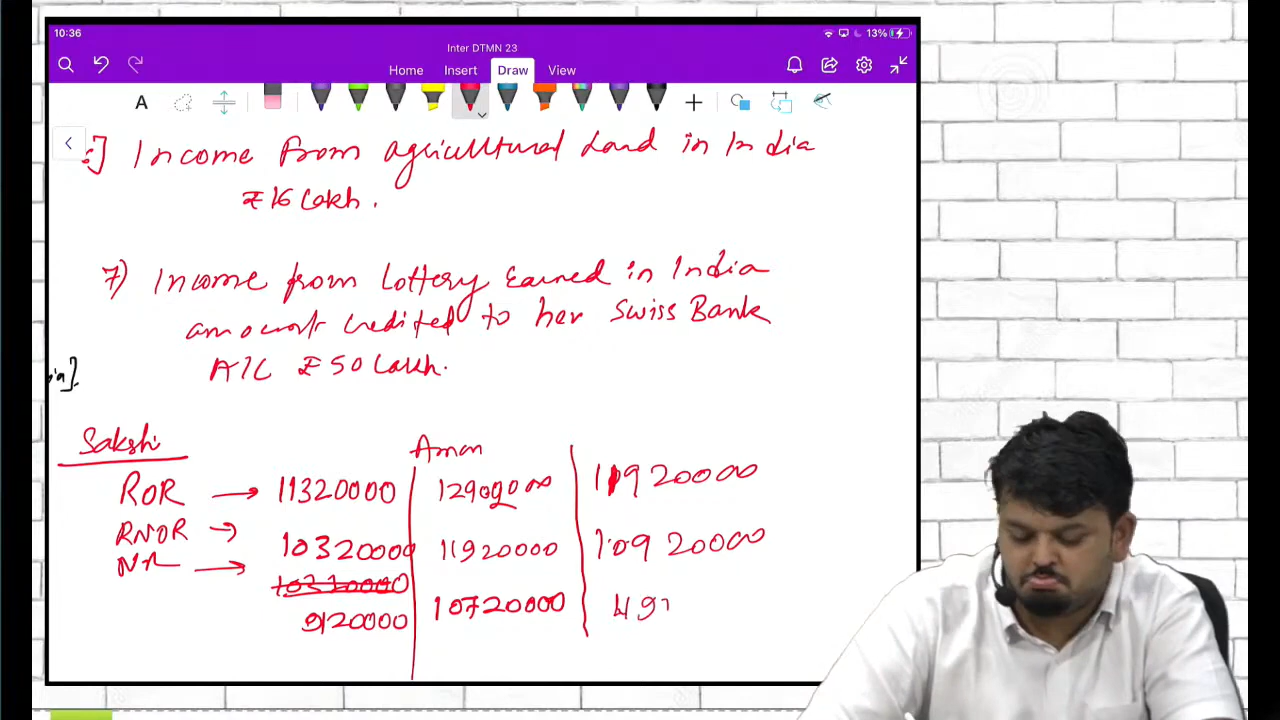 10:36
13%
Inter DTMN 23
Home Insert Draw View
A
Income from agricultural Land in India
₹16 Lakh.
7) Income from Lottery Earned in India
amount credited to her Swiss Bank
A/C ₹50 Lakh.
Sakshi
Aman
ROR → 11320000 12909000 11920000
RNOR → 10320000 11920000 10920000
NR → 10320000
9120000 10720000 49